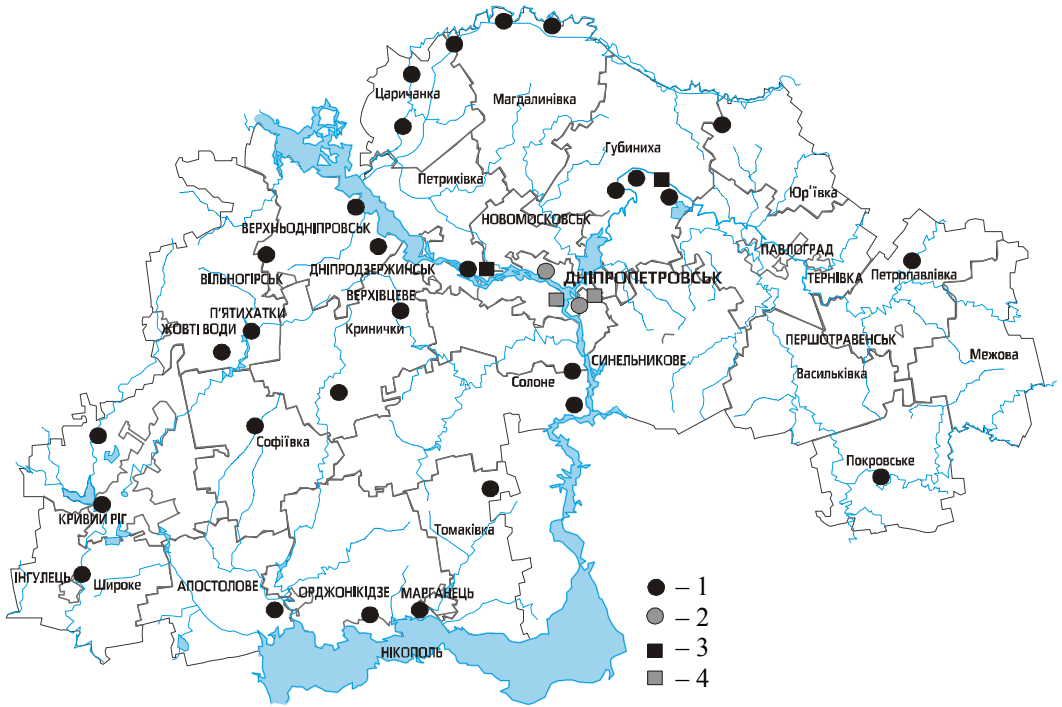 Царичанка
Магдалинівка
Губиниха
Петриківка
Юр'ївка
НОВОМОСКОВСЬК
ВЕРХНЬОДНІПРОВСЬК
ПАВЛОГРАД
ДНІПРОДЗЕРЖИНСЬК
ДНІПРОПЕТРОВСЬК
ТЕРНІВКА
Петропавлівка
ВІЛЬНОГІРСЬК
ВЕРХІВЦЕВЕ
П'ЯТИХАТКИ
ЖОВТІ ВОДИ
Кринички
ПЕРШОТРАВЕНСЬК
Межова
СИНЕЛЬНИКОВЕ
Васильківка
Солоне
Софіївка
Покровське
КРИВИЙ РІГ
Томаківка
ІНГУЛЕЦЬ
Широке
АПОСТОЛОВЕ
ОРДЖОНІКІДЗЕ
МАРГАНЕЦЬ
НІКОПОЛЬ
– 1
– 2
– 3
– 4